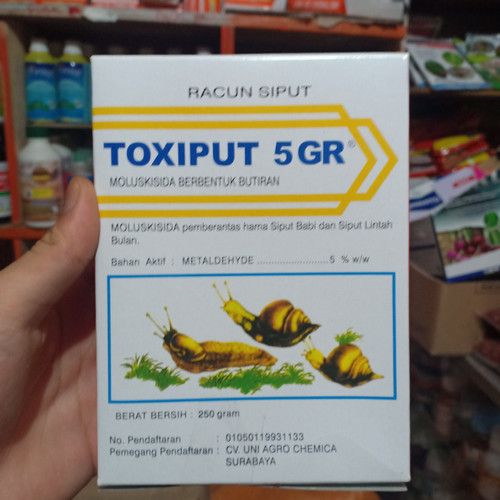 RACUN SIPUT
TOXIPUT 5GR®
MOLUSKISIDA BERBENTUK BUTIRAN
MOLUSKISIDA pemberantas hama Siput Babi dan Siput Lintah
Bulan.
Bahan Aktif : METALDEHYDE ........................5 % w/w
BERAT BERSIH : 250 gram
No. Pendaftaran : 01050119931133
Pemegang Pendaftaran : CV. UNI AGRO CHEMICA
SURABAYA